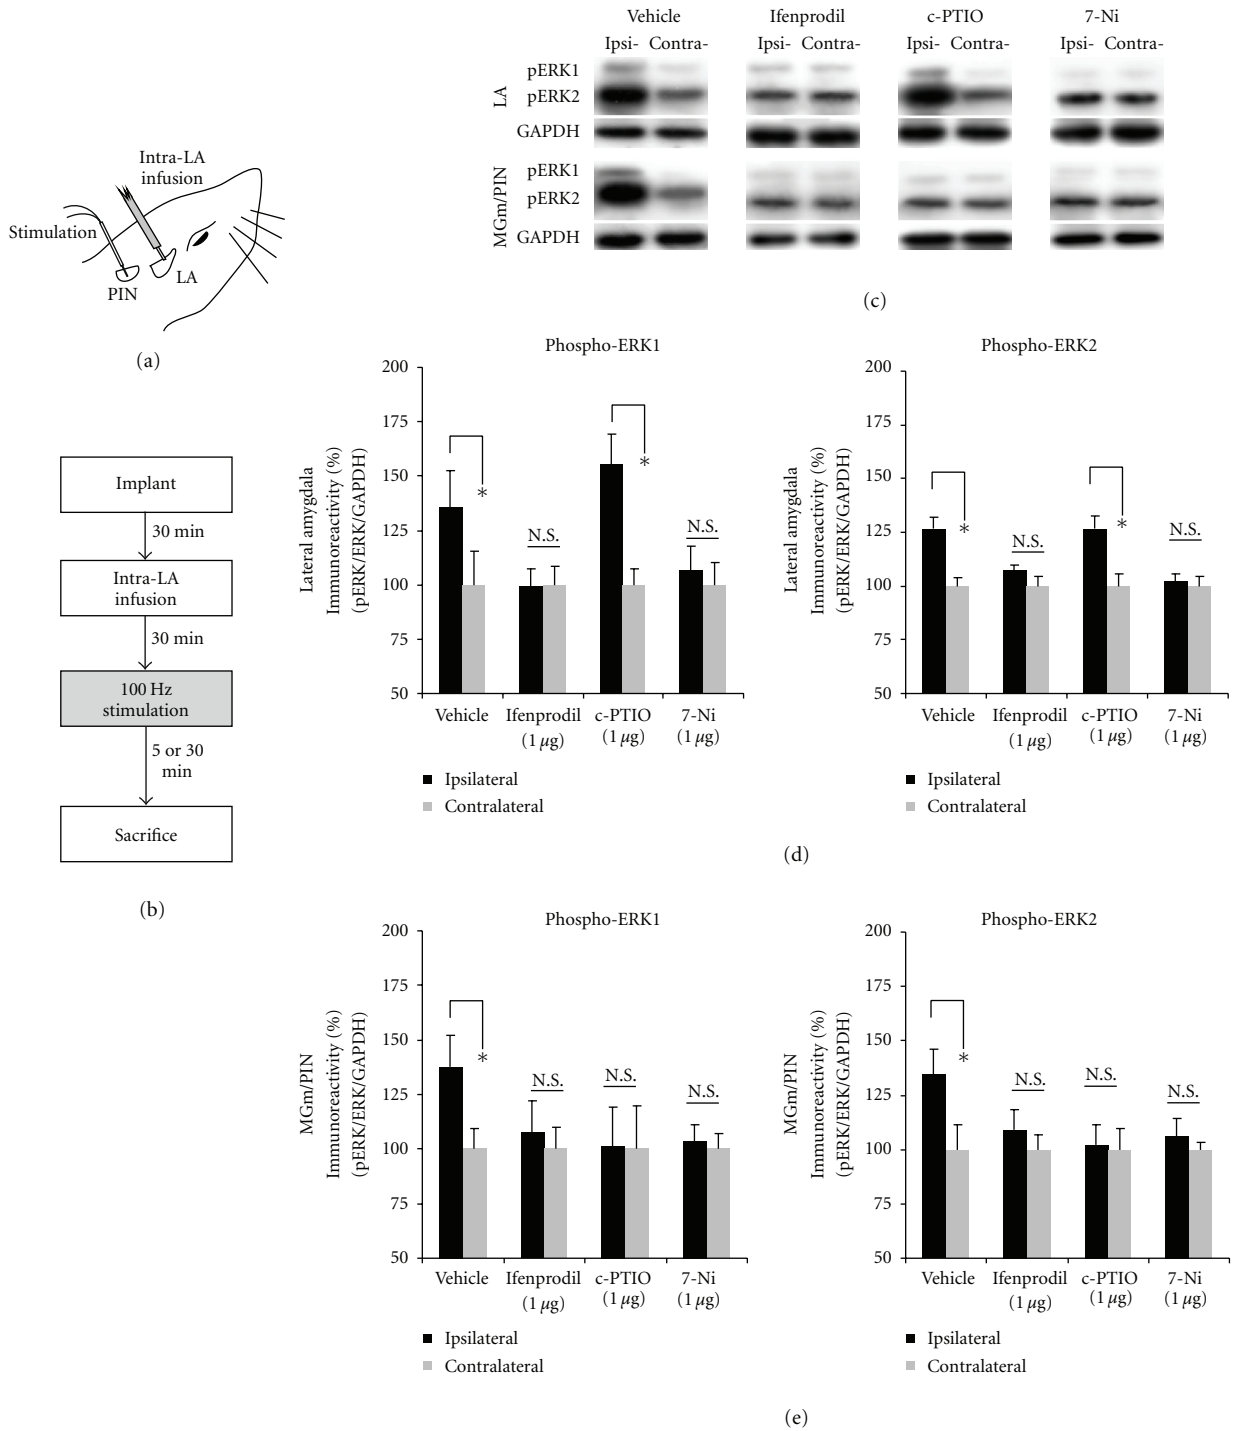 Intra-LA
infusion
Stimulation
LA
PIN
(a)
Implant
30 min
Intra-LA
infusion
30 min
100 Hz
stimulation
5 or 30
min
Sacrifice
(b)
Vehicle Ifenprodil c-PTIO 7-Ni
Ipsi- Contra- Ipsi- Contra- Ipsi- Contra- Ipsi- Contra-
LA
pERK1
pERK2
GAPDH
MGm/PIN
pERK1
pERK2
GAPDH
(c)
Phospho-ERK1
Lateral amygdala
Immunoreactivity (%)
(pERK/ERK/GAPDH)
200
175
150
125
100
75
50
*
N.S.
*
N.S.
Vehicle Ifenprodil c-PTIO 7-Ni
(1 µg) (1 µg) (1 µg)
Ipsilateral
Contralateral
Phospho-ERK2
Lateral amygdala
Immunoreactivity (%)
(pERK/ERK/GAPDH)
200
175
150
125
100
75
50
*
N.S.
*
N.S.
Vehicle Ifenprodil c-PTIO 7-Ni
(1 µg) (1 µg) (1 µg)
Ipsilateral
Contralateral
(d)
Phospho-ERK1
MGm/PIN
Immunoreactivity (%)
(pERK/ERK/GAPDH)
200
175
150
125
100
75
50
*
N.S.
N.S.
N.S.
Vehicle Ifenprodil c-PTIO 7-Ni
(1 µg) (1 µg) (1 µg)
Ipsilateral
Contralateral
Phospho-ERK2
MGm/PIN
Immunoreactivity (%)
(pERK/ERK/GAPDH)
200
175
150
125
100
75
50
*
N.S.
N.S.
N.S.
Vehicle Ifenprodil c-PTIO 7-Ni
(1 µg) (1 µg) (1 µg)
Ipsilateral
Contralateral
(e)